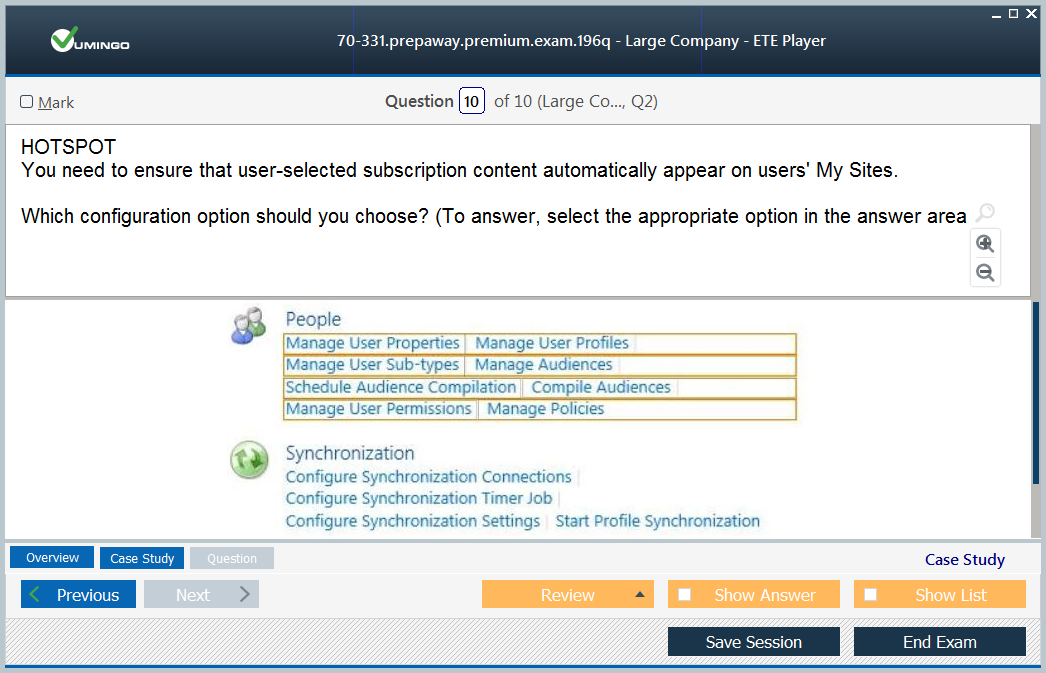 VUMINGO
70-331.prepaway.premium.exam.196q - Large Company - ETE Player
Mark
Question 10 of 10 (Large Co..., Q2)
HOTSPOT
You need to ensure that user-selected subscription content automatically appear on users' My Sites.
Which configuration option should you choose? (To answer, select the appropriate option in the answer area
People
Manage User Properties Manage User Profiles
Manage User Sub-types Manage Audiences
Schedule Audience Compilation Compile Audiences
Manage User Permissions Manage Policies
Synchronization
Configure Synchronization Connections
Configure Synchronization Timer Job
Configure Synchronization Settings Start Profile Synchronization
Overview Case Study Question Case Study
Previous Next Review Show Answer Show List
Save Session End Exam